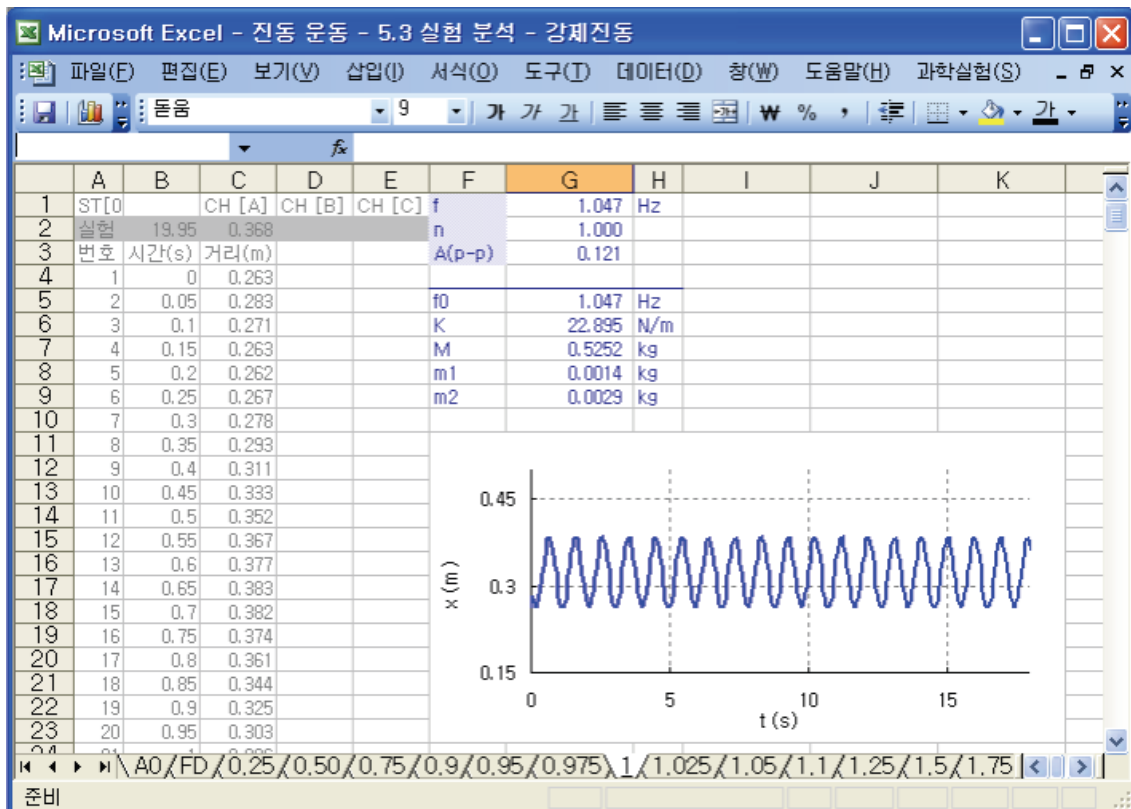 Microsoft Excel - 진동 운동 - 5.3 실험 분석 - 강제진동
파일(F) 편집(E) 보기(V) 삽입(I) 서식(O) 도구(T) 데이터(D) 창(W) 도움말(H) 과학실험(S)
돋움 9 가 가 가 ₩ % , 가
fx
A B C D E F G H I J K
1 ST[0 CH [A] CH [B] CH [C] f 1.047 Hz
2 실험 19.95 0.368 n 1.000
3 번호 시간(s) 거리(m) A(p-p) 0.121
4 1 0 0.263
5 2 0.05 0.283 f0 1.047 Hz
6 3 0.1 0.271 K 22.895 N/m
7 4 0.15 0.263 M 0.5252 kg
8 5 0.2 0.262 m1 0.0014 kg
9 6 0.25 0.267 m2 0.0029 kg
10 7 0.3 0.278
11 8 0.35 0.293
12 9 0.4 0.311
13 10 0.45 0.333
14 11 0.5 0.352
15 12 0.55 0.367
16 13 0.6 0.377
17 14 0.65 0.383
18 15 0.7 0.382
19 16 0.75 0.374
20 17 0.8 0.361
21 18 0.85 0.344
22 19 0.9 0.325
23 20 0.95 0.303
0.45
0.3
0.15
x (m)
0 5 10 15
t (s)
A0 / FD / 0.25 / 0.50 / 0.75 / 0.9 / 0.95 / 0.975 \ 1 / 1.025 / 1.05 / 1.1 / 1.25 / 1.5 / 1.75
준비